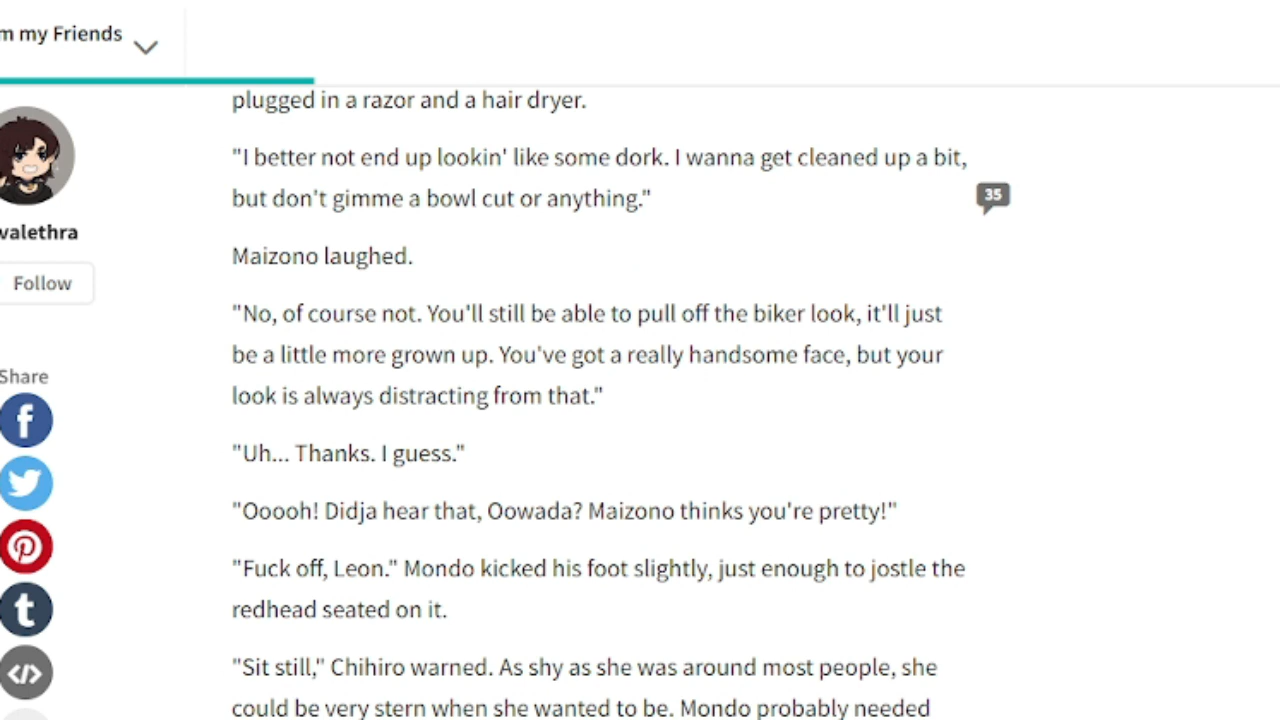 m my Friends
plugged in a razor and a hair dryer.
"I better not end up lookin' like some dork. I wanna get cleaned up a bit,
but don't gimme a bowl cut or anything."
35
Maizono laughed.
"No, of course not. You'll still be able to pull off the biker look, it'll just
be a little more grown up. You've got a really handsome face, but your
look is always distracting from that."
"Uh... Thanks. I guess."
"Ooooh! Didja hear that, Oowada? Maizono thinks you're pretty!"
"Fuck off, Leon." Mondo kicked his foot slightly, just enough to jostle the
redhead seated on it.
"Sit still," Chihiro warned. As shy as she was around most people, she
could be very stern when she wanted to be. Mondo probably needed
valethra
Follow
Share